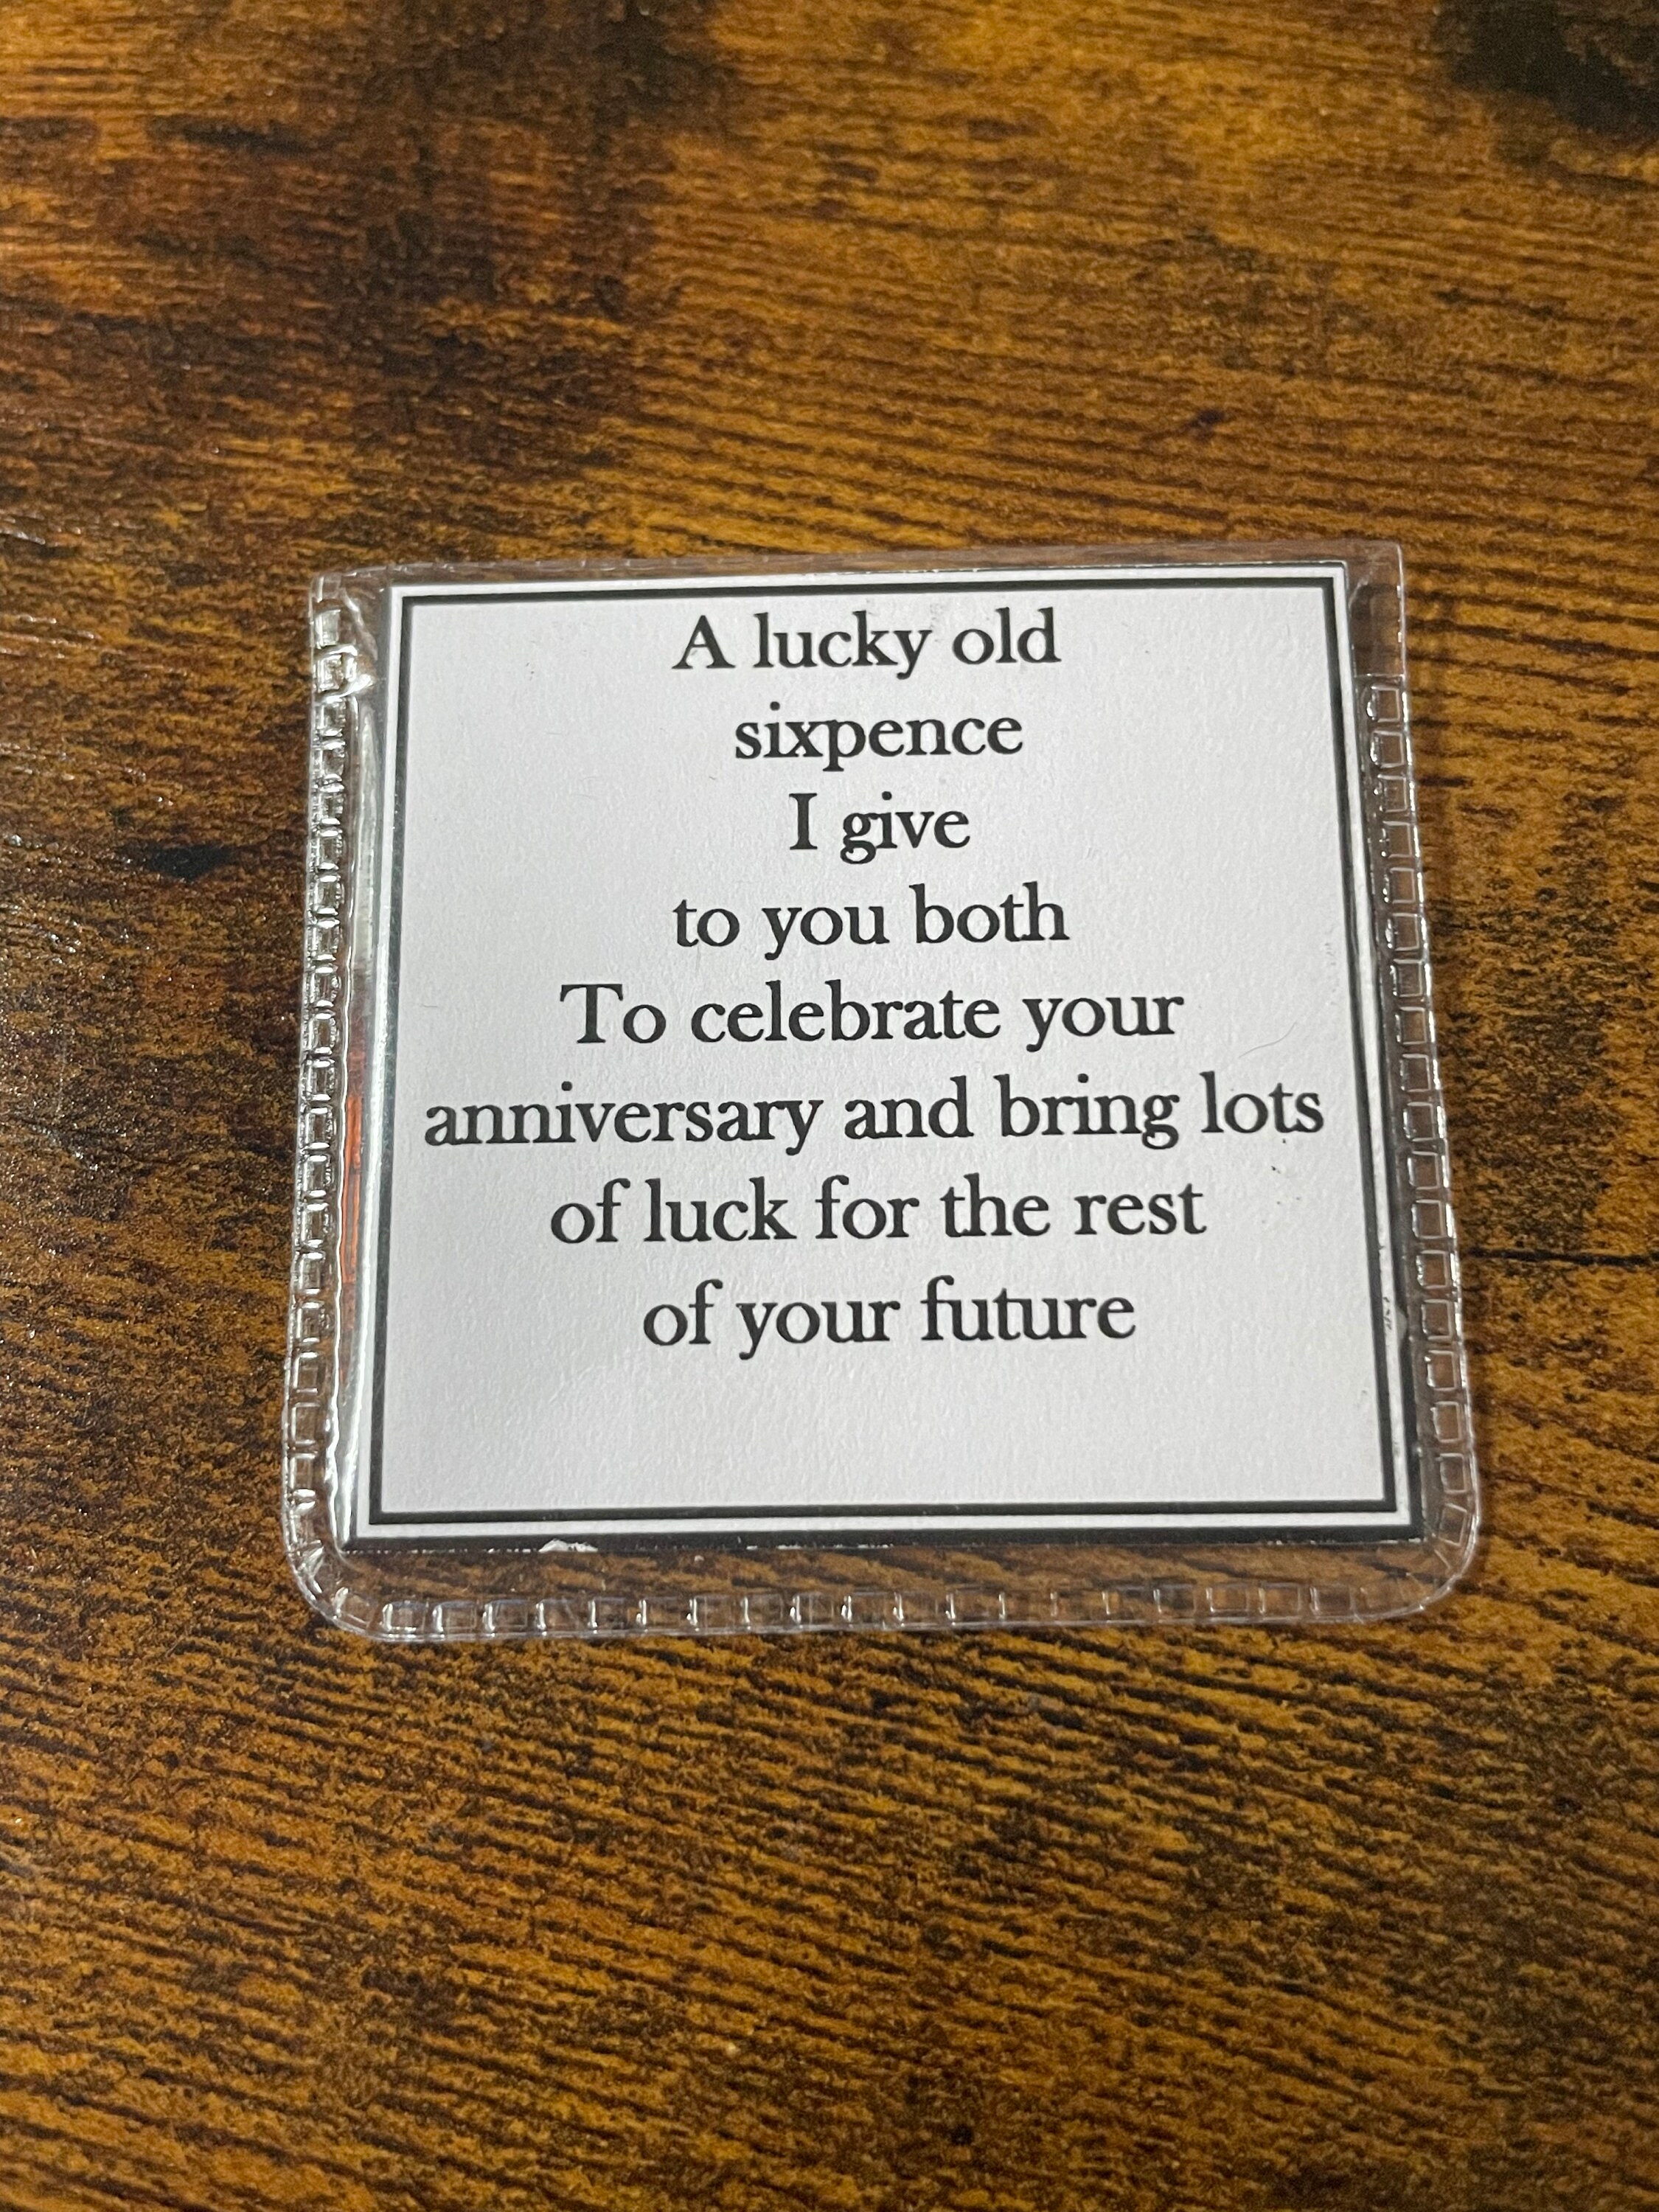 A lucky old
sixpence
I give
to you both
To celebrate your
anniversary and bring lots
of luck for the rest
of your future